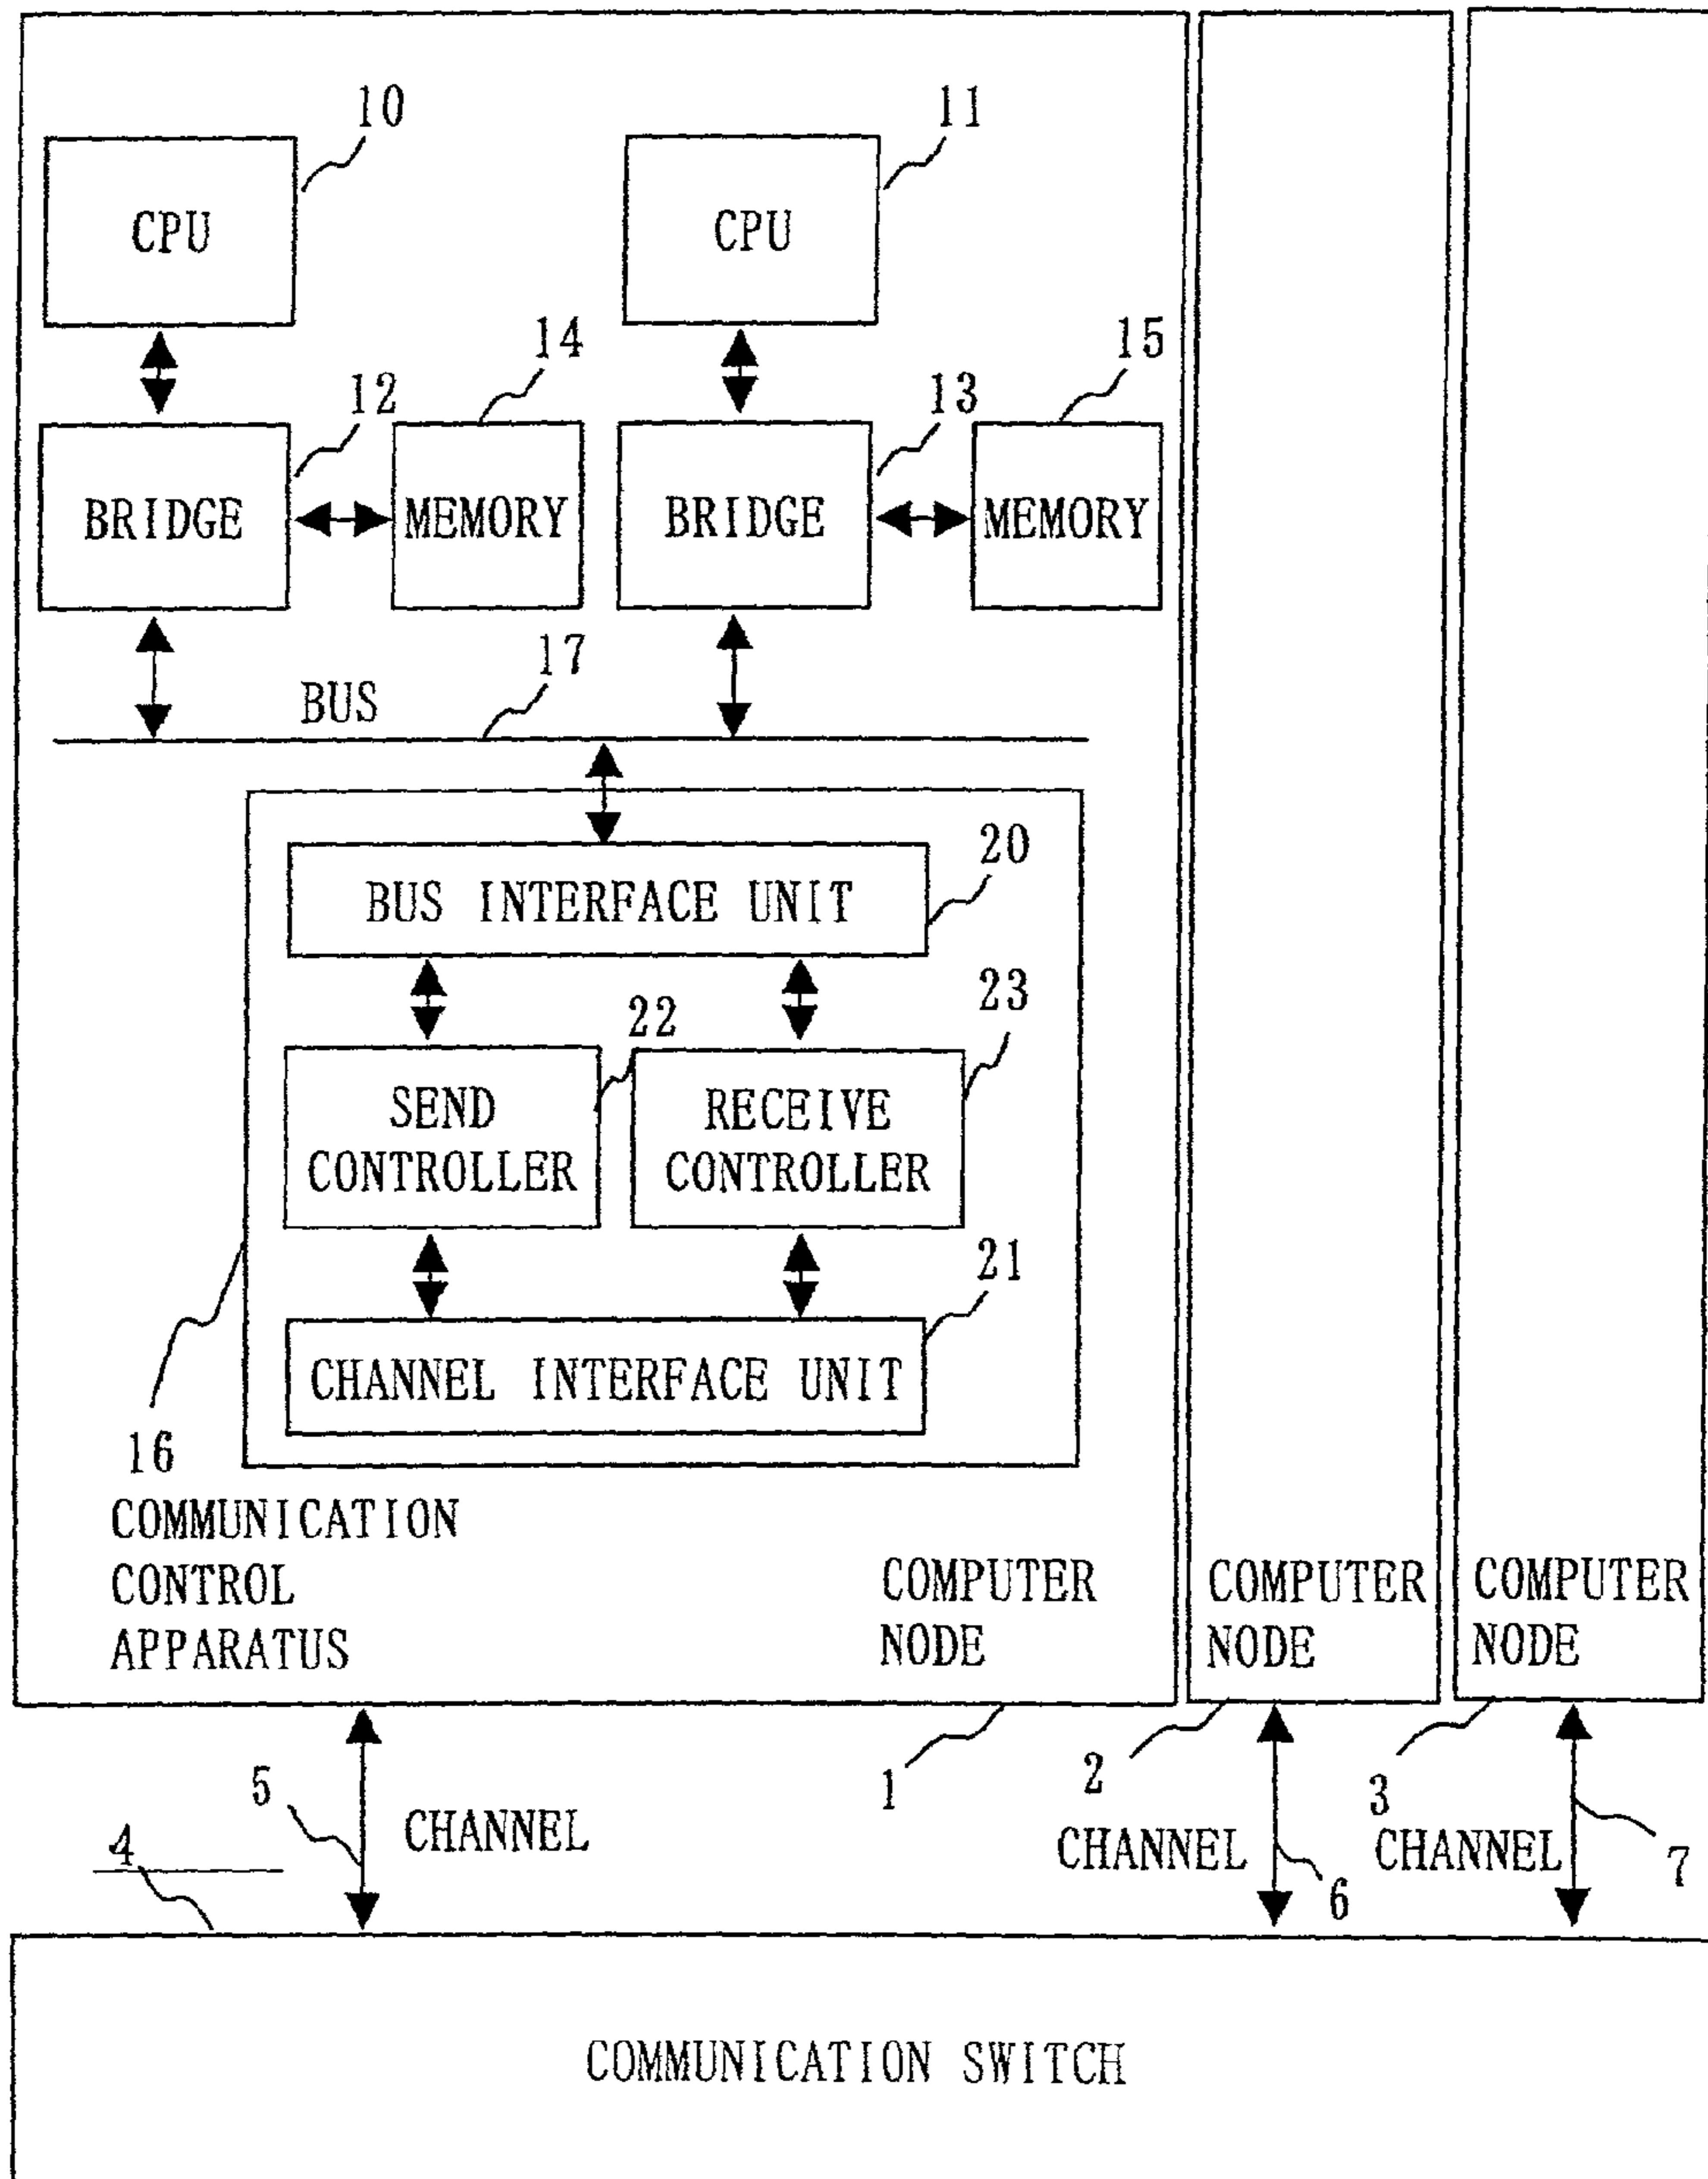 10
11
CPU
CPU
14
15
12
13
BRIDGE
MEMORY
BRIDGE
MEMORY
17
BUS
20
BUS INTERFACE UNIT
22
23
SEND
CONTROLLER
RECEIVE
CONTROLLER
21
CHANNEL INTERFACE UNIT
16
COMMUNICATION
CONTROL
APPARATUS
COMPUTER
NODE
COMPUTER
NODE
COMPUTER
NODE
1
2
3
5
CHANNEL
CHANNEL
6
CHANNEL
7
4
COMMUNICATION SWITCH